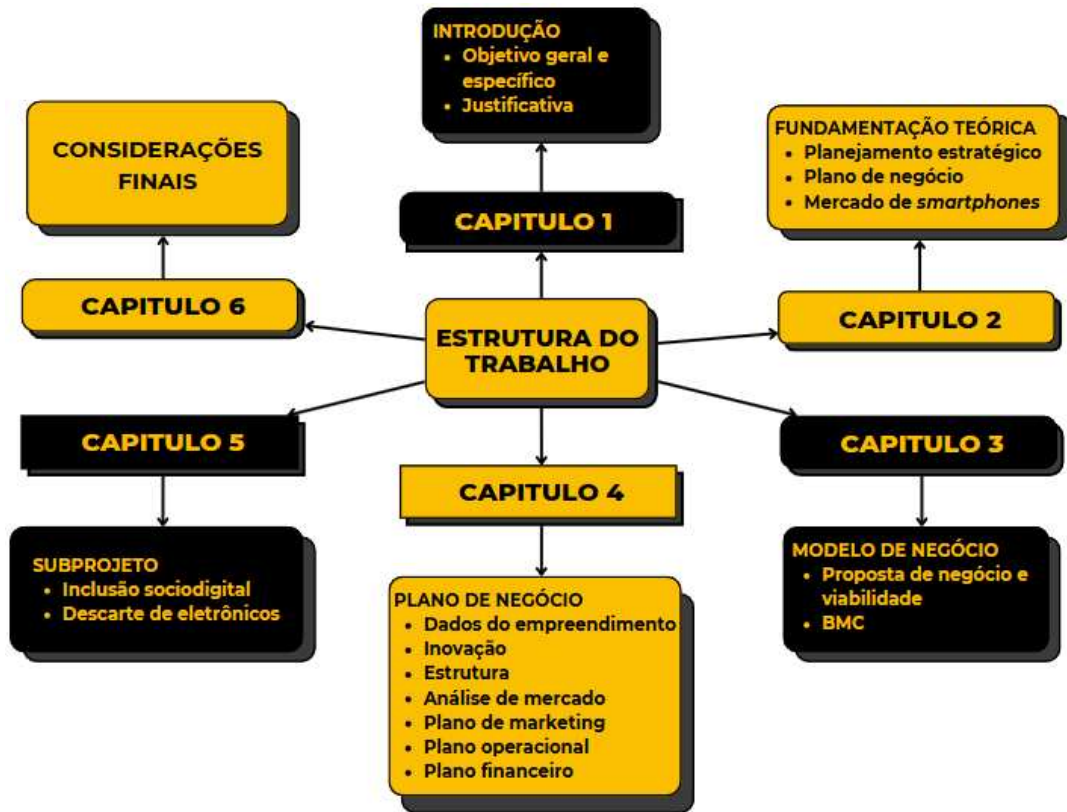 INTRODUÇÃO
• Objetivo geral e
específico
• Justificativa
CONSIDERAÇÕES
FINAIS
FUNDAMENTAÇÃO TEÓRICA
• Planejamento estratégico
• Plano de negócio
• Mercado de smartphones
CAPITULO 1
CAPITULO 6
CAPITULO 2
ESTRUTURA DO
TRABALHO
CAPITULO 5
CAPITULO 3
CAPITULO 4
SUBPROJETO
• Inclusão sociodigital
• Descarte de eletrônicos
MODELO DE NEGÓCIO
• Proposta de negócio e
viabilidade
• BMC
PLANO DE NEGÓCIO
• Dados do empreendimento
• Inovação
• Estrutura
• Análise de mercado
• Plano de marketing
• Plano operacional
• Plano financeiro